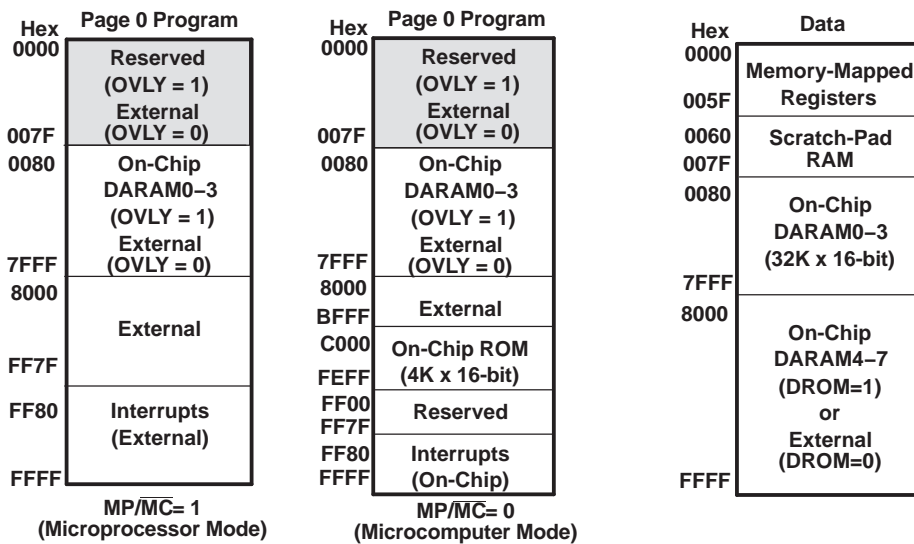 Hex
Page 0 Program
0000
Reserved
(OVLY = 1)
External
(OVLY = 0)
007F
0080
On-Chip
DARAM0–3
(OVLY = 1)
External
(OVLY = 0)
7FFF
8000
External
FF7F
FF80
Interrupts
(External)
FFFF
MP/MC= 1
(Microprocessor Mode)
Hex
Page 0 Program
0000
Reserved
(OVLY = 1)
External
(OVLY = 0)
007F
0080
On-Chip
DARAM0–3
(OVLY = 1)
External
(OVLY = 0)
7FFF
8000
External
BFFF
C000
On-Chip ROM
(4K x 16-bit)
FEFF
FF00
Reserved
FF7F
FF80
Interrupts
(On-Chip)
FFFF
MP/MC= 0
(Microcomputer Mode)
Hex
Data
0000
Memory-Mapped
Registers
005F
0060
Scratch-Pad
RAM
007F
0080
On-Chip
DARAM0–3
(32K x 16-bit)
7FFF
8000
On-Chip
DARAM4–7
(DROM=1)
or
External
(DROM=0)
FFFF